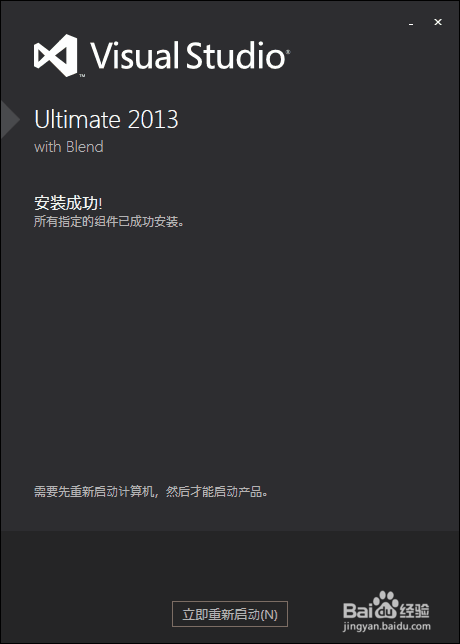 Visual Studio®
™
Ultimate 2013
with Blend
安装成功!
所有指定的组件已成功安装。
需要先重新启动计算机，然后才能启动产品。
立即重新启动(N)
Baidu经验
jingyan.baidu.com